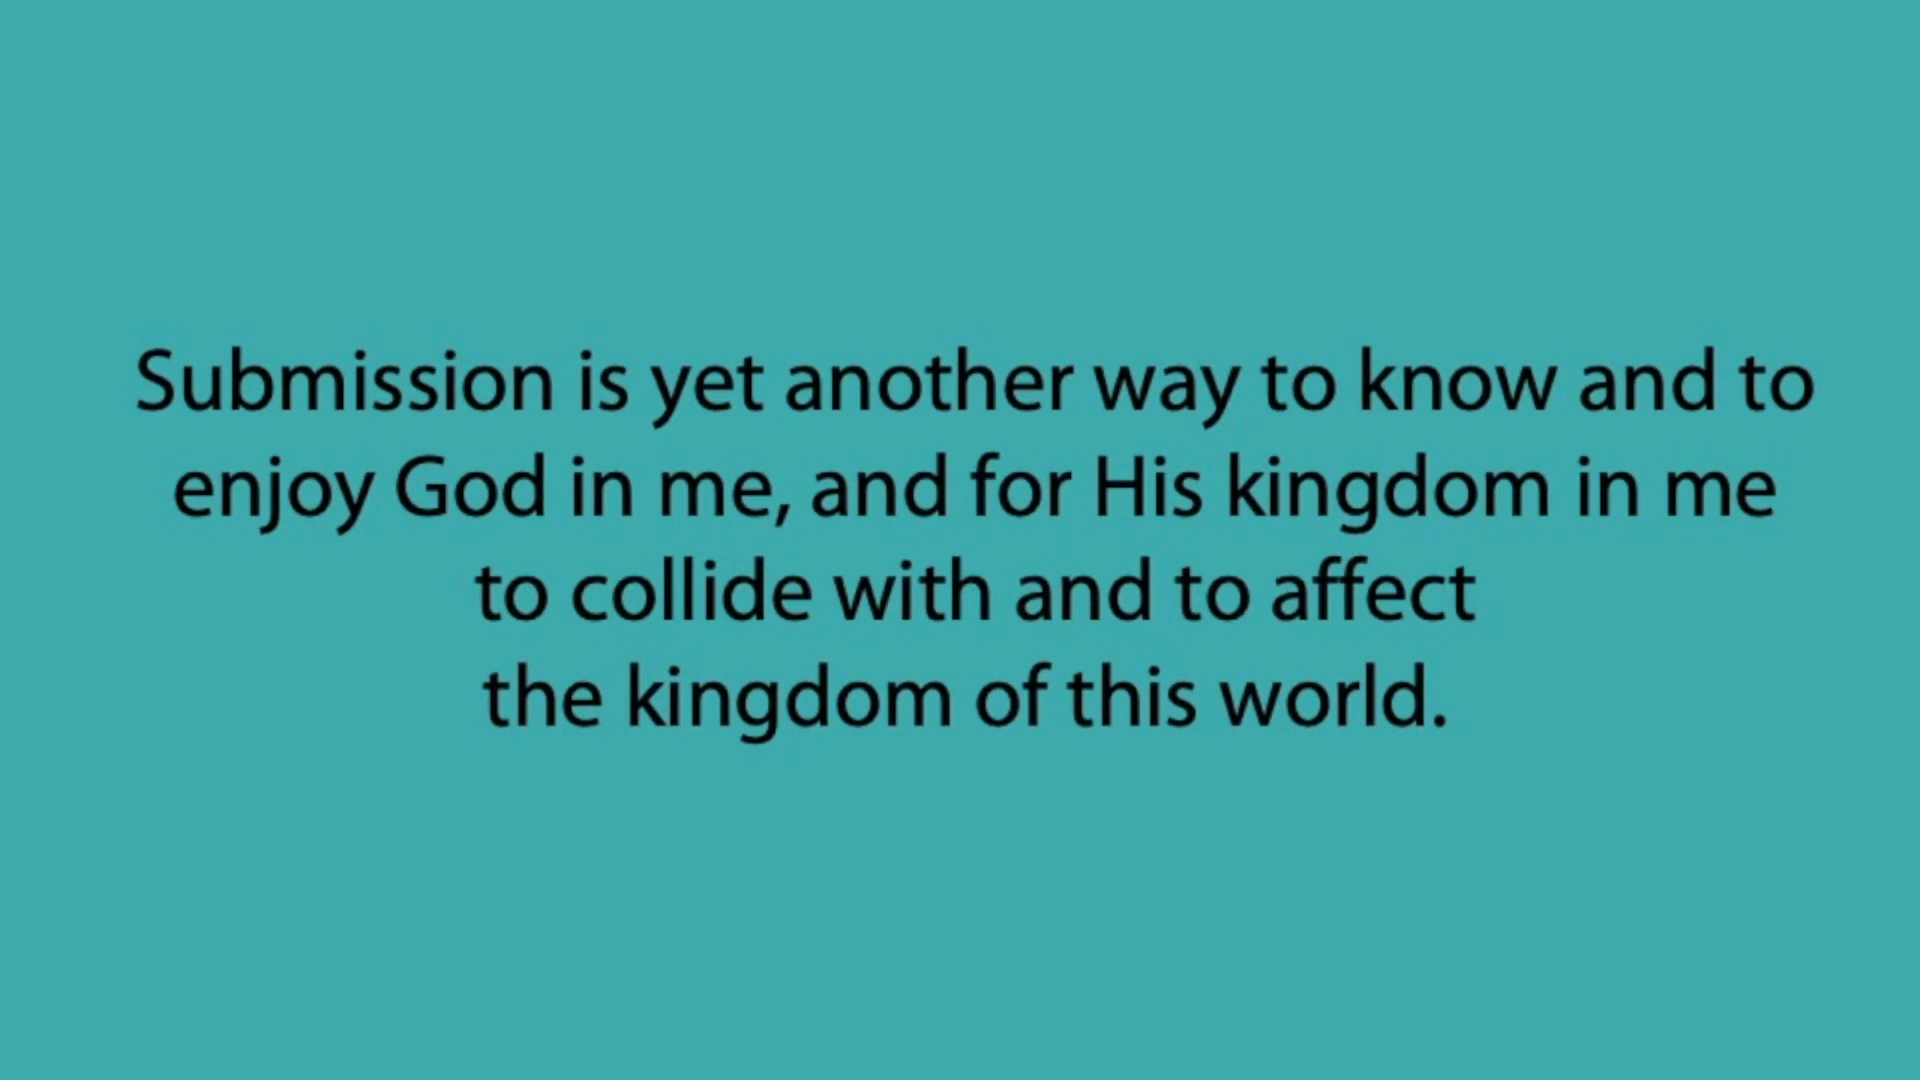 Submission is yet another way to know and to
enjoy God in me, and for His kingdom in me
to collide with and to affect
the kingdom of this world.